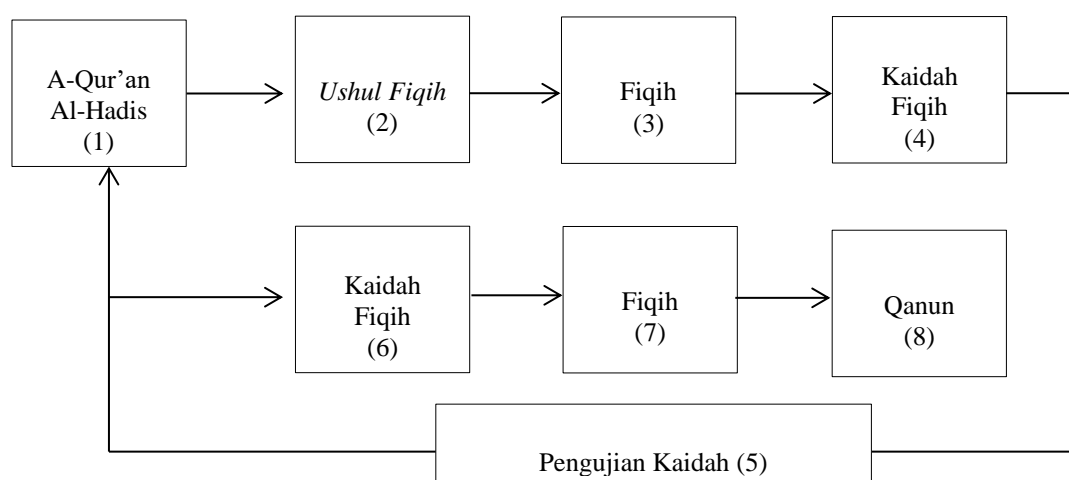 A-Qur’an
Al-Hadis
(1)
Ushul Fiqih
(2)
Fiqih
(3)
Kaidah
Fiqih
(4)
Kaidah
Fiqih
(6)
Fiqih
(7)
Qanun
(8)
Pengujian Kaidah (5)